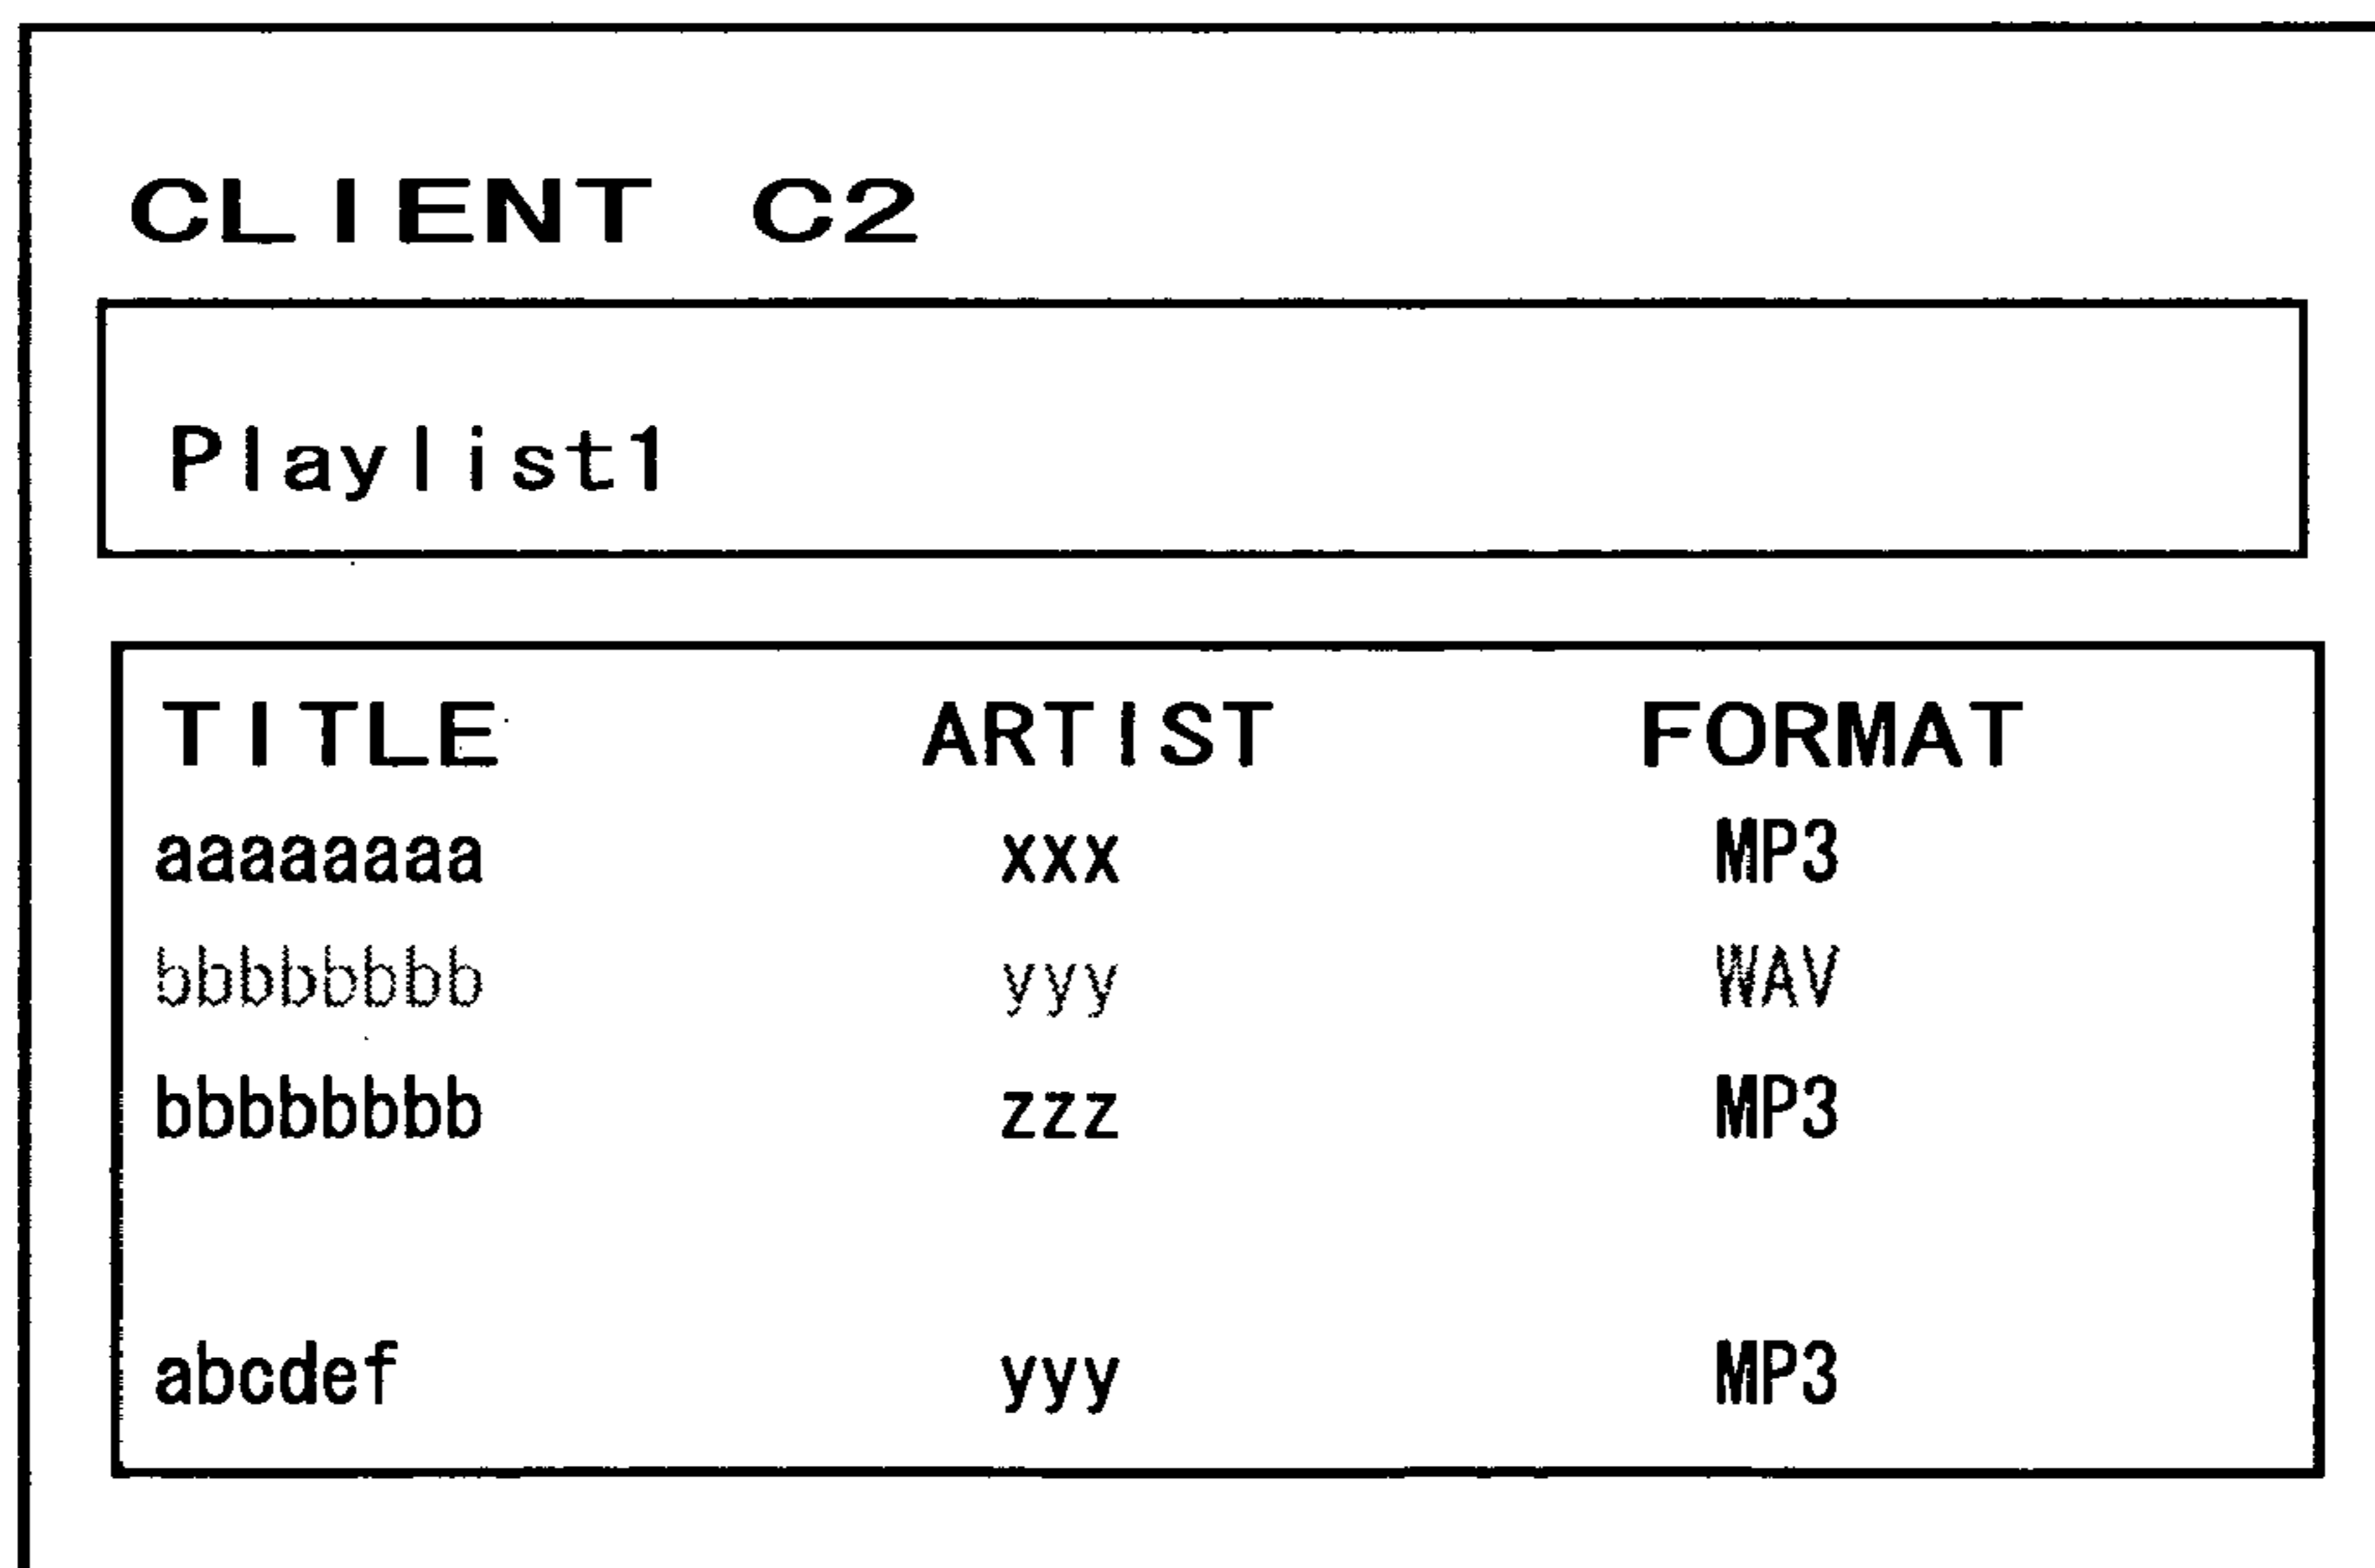 CLIENT C2
Playlist1
TITLE ARTIST FORMAT
aaaaaaaa xxx MP3
bbbbbbbb yyy WAV
bbbbbbbb zzz MP3
abcdef yyy MP3